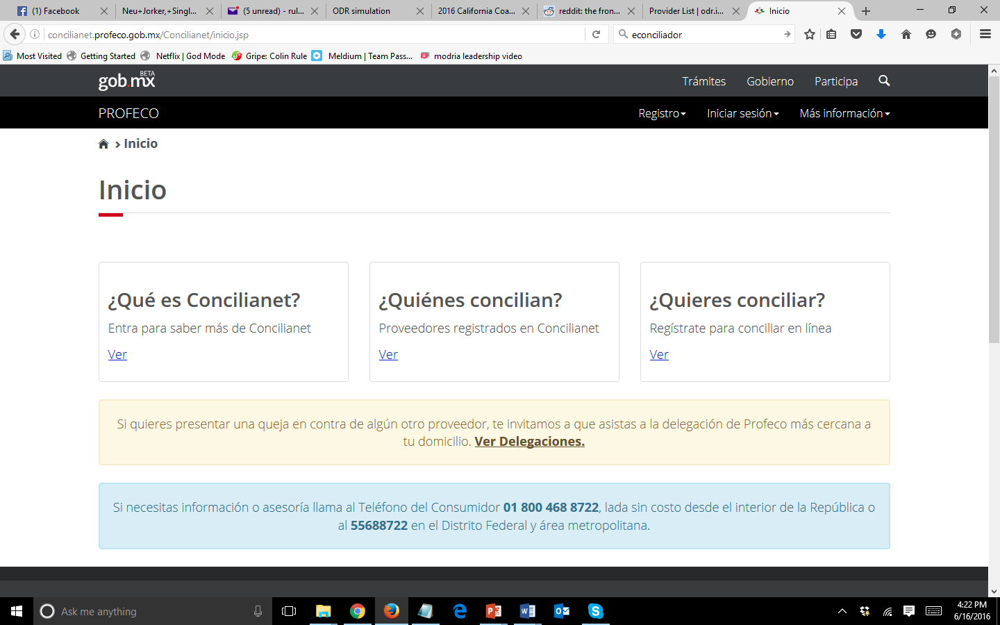 (1) Facebook
Neu+Jorker,+Singl...
(5 unread) - rul...
ODR simulation
2016 California Coa...
reddit: the fron...
Provider List | odr.i...
Inicio
concilianet.profeco.gob.mx/Concilianet/inicio.jsp
econciliador
Most Visited
Getting Started
Netflix | God Mode
Gripe: Colin Rule
Meldium | Team Pass...
modria leadership video
gob.mx BETA
Trámites
Gobierno
Participa
PROFECO
Registro
Iniciar sesión
Más información
> Inicio
Inicio
¿Qué es Concilianet?
Entra para saber más de Concilianet
Ver
¿Quiénes concilian?
Proveedores registrados en Concilianet
Ver
¿Quieres conciliar?
Regístrate para conciliar en línea
Ver
Si quieres presentar una queja en contra de algún otro proveedor, te invitamos a que asistas a la delegación de Profeco más cercana a
tu domicilio. Ver Delegaciones.
Si necesitas información o asesoría llama al Teléfono del Consumidor 01 800 468 8722, lada sin costo desde el interior de la República o
al 55688722 en el Distrito Federal y área metropolitana.
Ask me anything
4:22 PM
6/16/2016